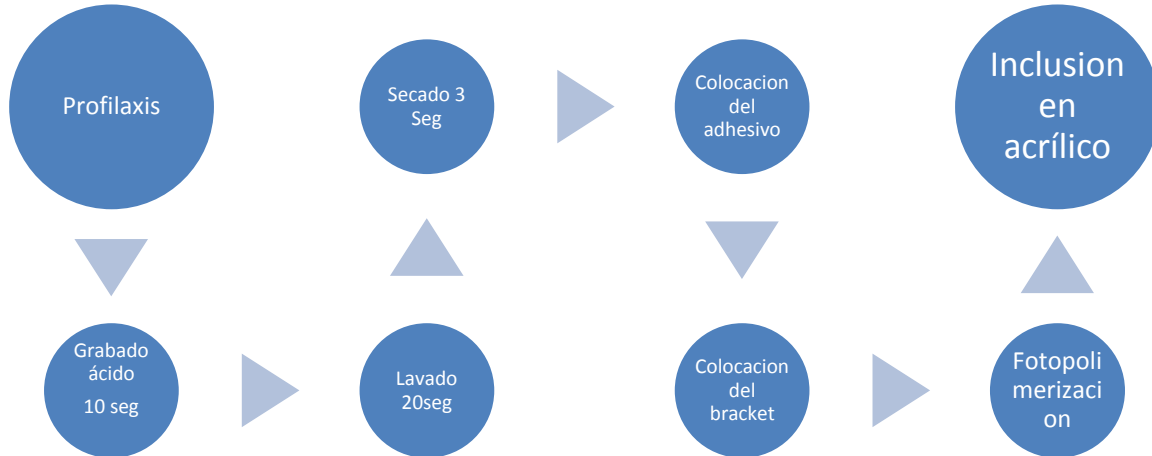 Profilaxis
Grabado
ácido
10 seg
Lavado
20seg
Secado 3
Seg
Colocacion
del
adhesivo
Colocacion
del
bracket
Fotopoli
merizaci
on
Inclusion
en
acrílico